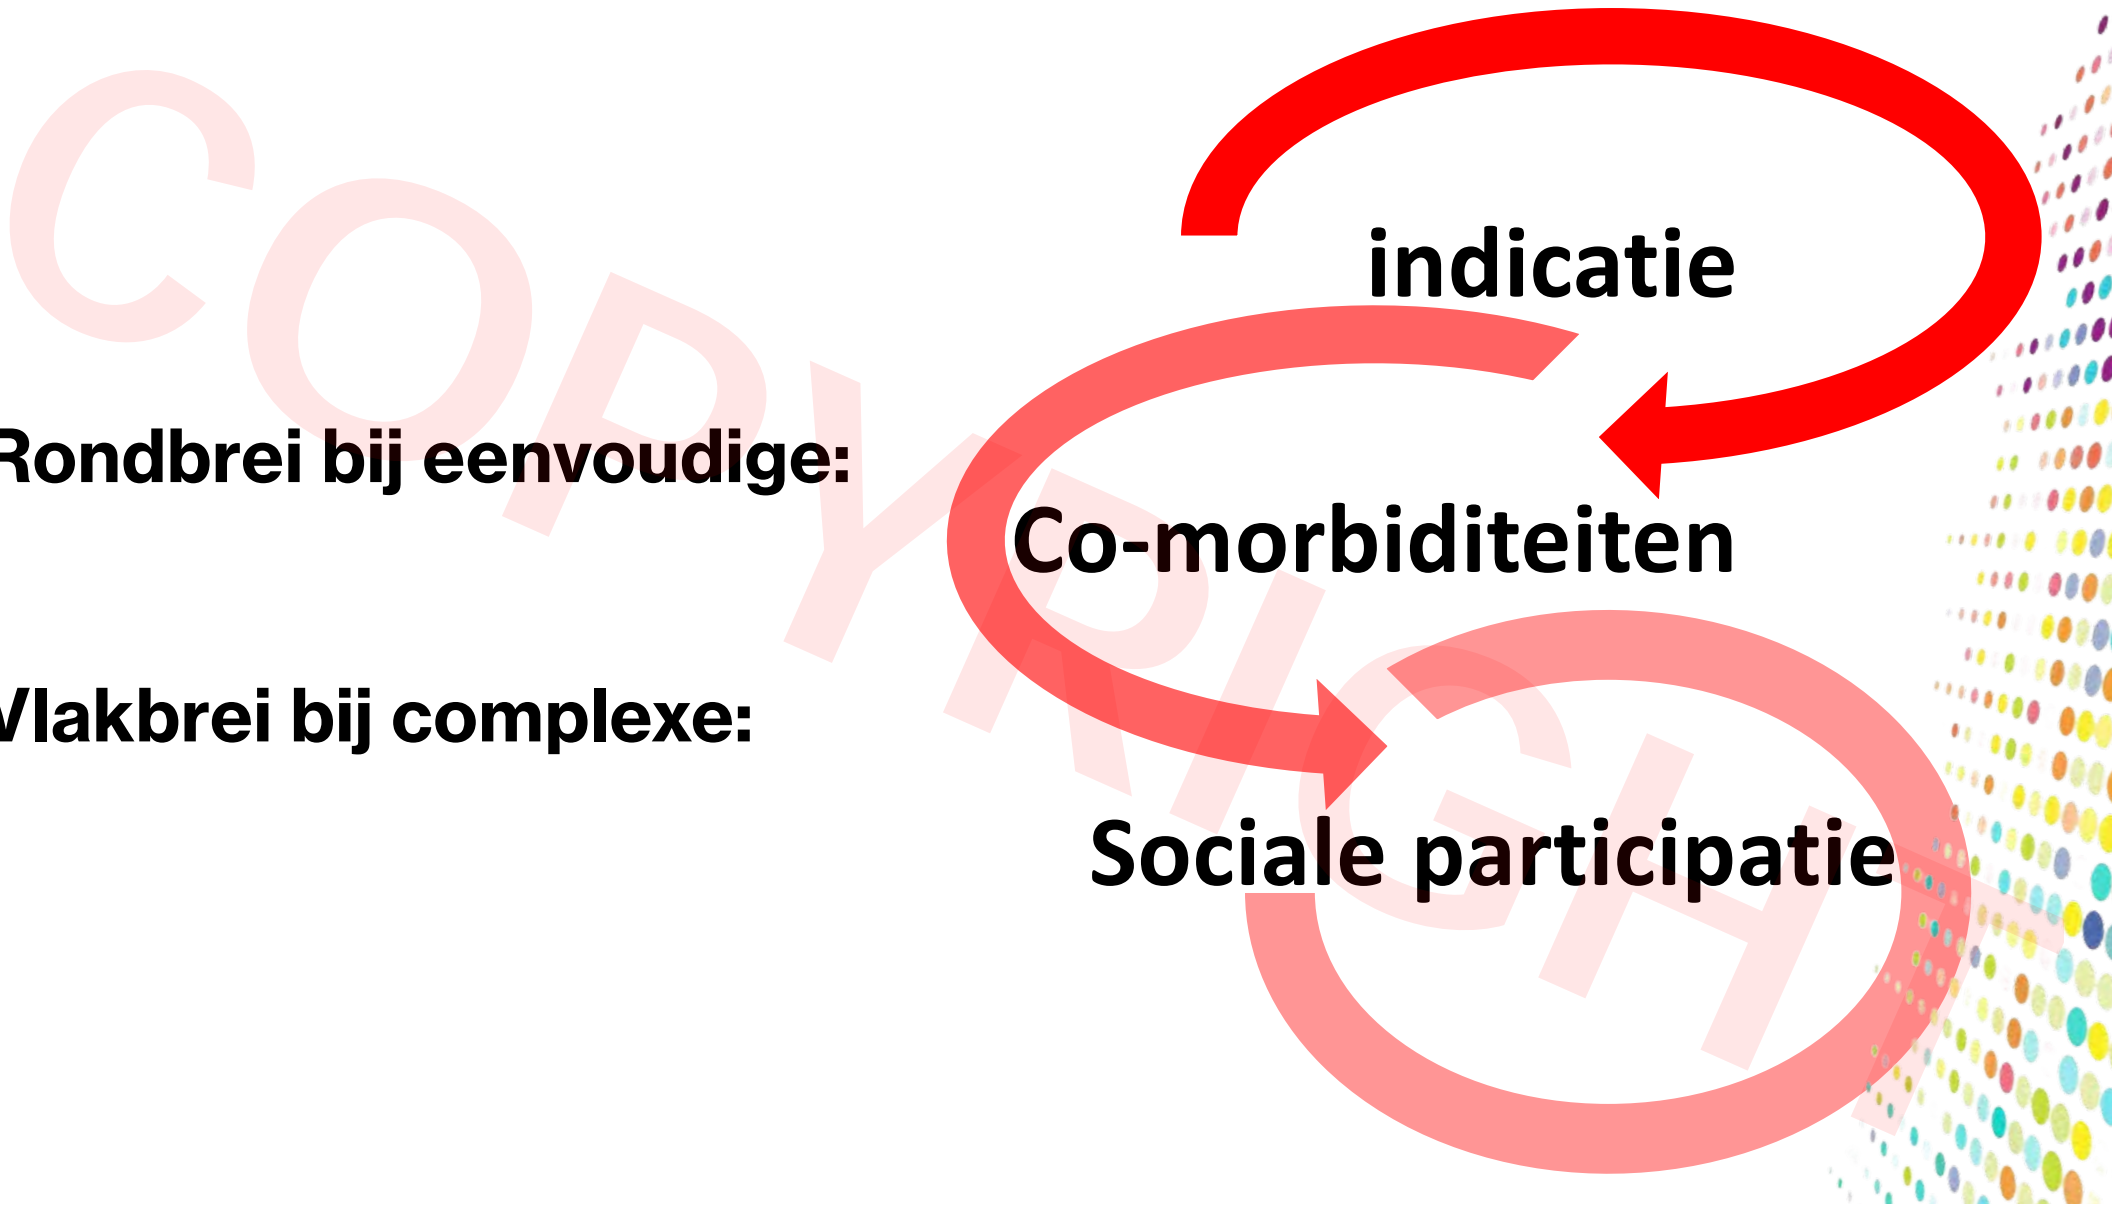 Rondbrei bij eenvoudige:
Vlakbrei bij complexe:
indicatie
Co-morbiditeiten
Sociale participatie
COPYRIGHT